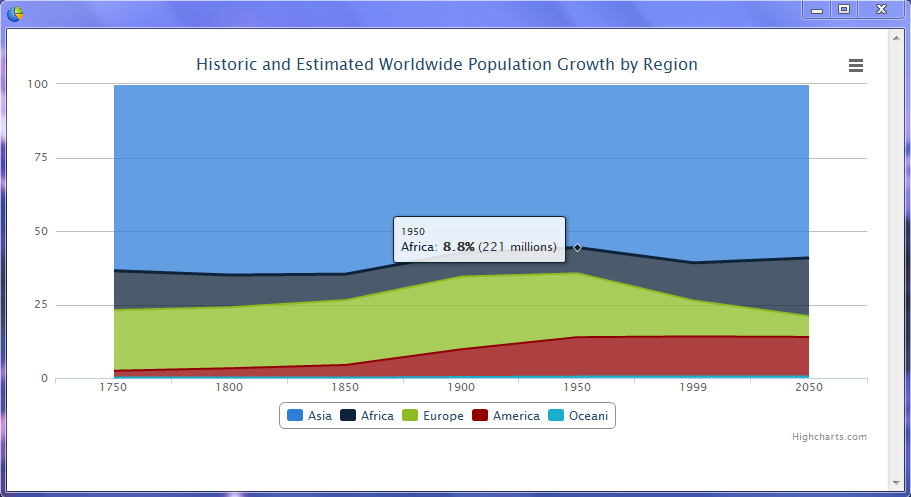 Historic and Estimated Worldwide Population Growth by Region
100
75
50
25
0
1950
Africa: 8.8% (221 millions)
1750 1800 1850 1900 1950 1999 2050
Asia Africa Europe America Oceani
Highcharts.com